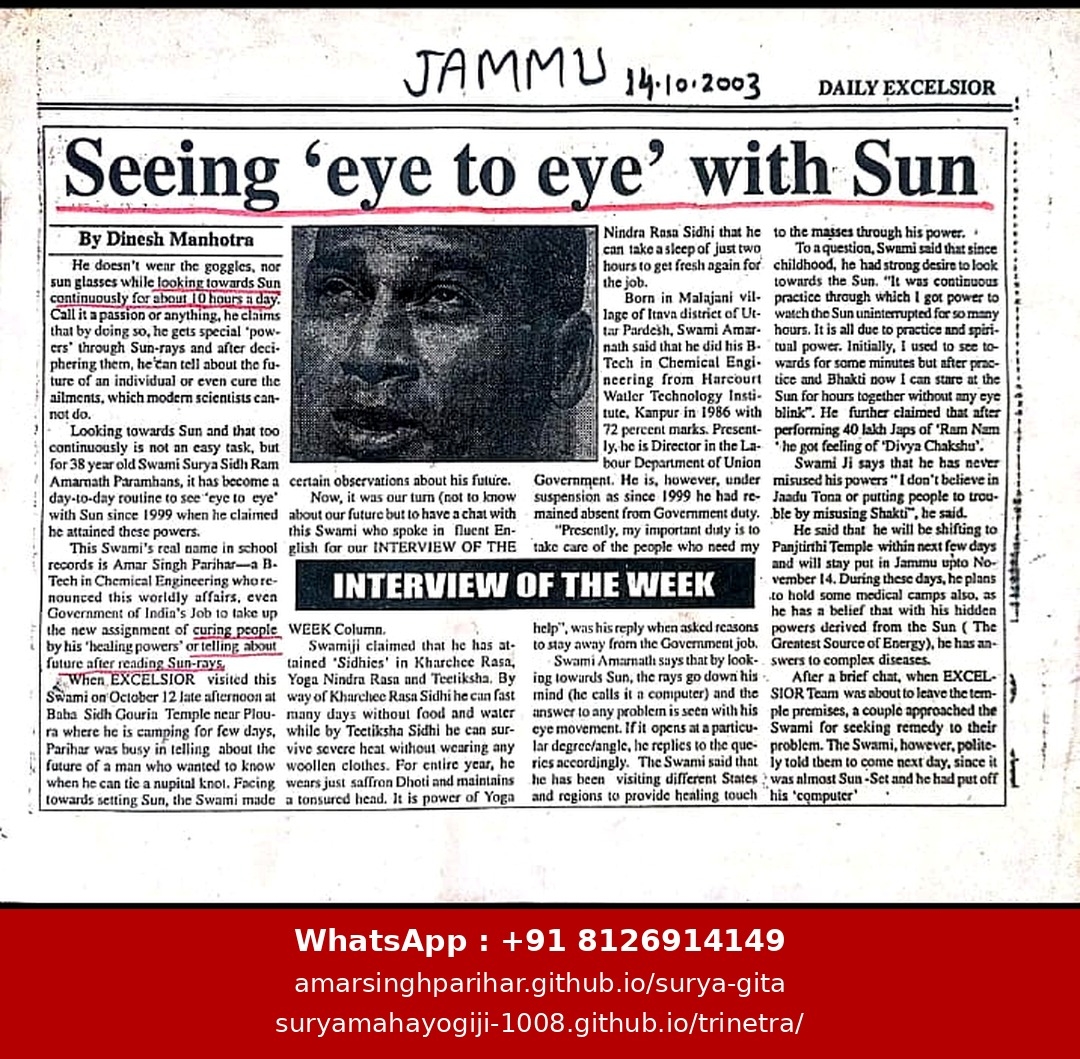 JAMMU 14.10.2003
DAILY EXCELSIOR
Seeing ‘eye to eye’ with Sun
By Dinesh Manhotra
He doesn't wear the goggles, nor
sun glasses while looking towards Sun
continuously for about 10 hours a day.
Call it a passion or anything, he claims
that by doing so, he gets special 'pow-
ers' through Sun-rays and after deci-
phering them, he can tell about the fu-
ture of an individual or even cure the
ailments, which modern scientists can-
not do.
Looking towards Sun and that too
continuously is not an easy task, but
for 38 year old Swami Surya Sidh Ram
Amarnath Paramhans, it has become a
day-to-day routine to see 'eye to eye'
with Sun since 1999 when he claimed
he attained these powers.
This Swami's real name in school
records is Amar Singh Parihar—a B-
Tech in Chemical Engineering who re-
nounced this worldly affairs, even
Government of India's Job to take up
the new assignment of curing people
by his 'healing powers' or telling about
future after reading Sun-rays.
When EXCELSIOR visited this
Swami on October 12 late afternoon at
Baba Sidh Gouria Temple near Plou-
ra where he is camping for few days,
Parihar was busy in telling about the
future of a man who wanted to know
when he can tie a nupital knot. Facing
towards setting Sun, the Swami made
certain observations about his future.
Now, it was our turn (not to know
about our future but to have a chat with
this Swami who spoke in fluent En-
glish for our INTERVIEW OF THE
INTERVIEW OF THE WEEK
WEEK Column.
Swamiji claimed that he has at-
tained 'Sidhies' in Kharchee Rasa,
Yoga Nindra Rasa and Teetiksha. By
way of Kharchee Rasa Sidhi he can fast
many days without food and water
while by Teetiksha Sidhi he can sur-
vive severe heat without wearing any
woollen clothes. For entire year, he
wears just saffron Dhoti and maintains
a tonsured head. It is power of Yoga
Nindra Rasa Sidhi that he
can take a sleep of just two
hours to get fresh again for
the job.
Born in Malajani vil-
lage of Itava district of Ut-
tar Pardesh, Swami Amar-
nath said that he did his B-
Tech in Chemical Engi-
neering from Harcourt
Watler Technology Insti-
tute, Kanpur in 1986 with
72 percent marks. Present-
ly, he is Director in the La-
bour Department of Union
Government. He is, however, under
suspension as since 1999 he had re-
mained absent from Government duty.
"Presently, my important duty is to
take care of the people who need my
help", was his reply when asked reasons
to stay away from the Government job.
Swami Amarnath says that by look-
ing towards Sun, the rays go down his
mind (he calls it a computer) and the
answer to any problem is seen with his
eye movement. If it opens at a particu-
lar degree/angle, he replies to the que-
ries accordingly. The Swami said that
he has been visiting different States
and regions to provide healing touch
to the masses through his power.
To a question, Swami said that since
childhood, he had strong desire to look
towards the Sun. "It was continuous
practice through which I got power to
watch the Sun uninterrupted for so many
hours. It is all due to practice and spiri-
tual power. Initially, I used to see to-
wards for some minutes but after prac-
tice and Bhakti now I can stare at the
Sun for hours together without any eye
blink". He further claimed that after
performing 40 lakh Japs of 'Ram Nam
' he got feeling of 'Divya Chakshu'.
Swami Ji says that he has never
misused his powers " I don't believe in
Jaadu Tona or putting people to trou-
ble by misusing Shakti", he said.
He said that he will be shifting to
Panjtirthi Temple within next few days
and will stay put in Jammu upto No-
vember 14. During these days, he plans
to hold some medical camps also, as
he has a belief that with his hidden
powers derived from the Sun ( The
Greatest Source of Energy), he has an-
swers to complex diseases.
After a brief chat, when EXCEL-
SIOR Team was about to leave the tem-
ple premises, a couple approached the
Swami for seeking remedy to their
problem. The Swami, however, polite-
ly told them to come next day, since it
was almost Sun -Set and he had put off
his 'computer'
WhatsApp : +91 8126914149
amarsinghparihar.github.io/surya-gita
suryamahayogiji-1008.github.io/trinetra/